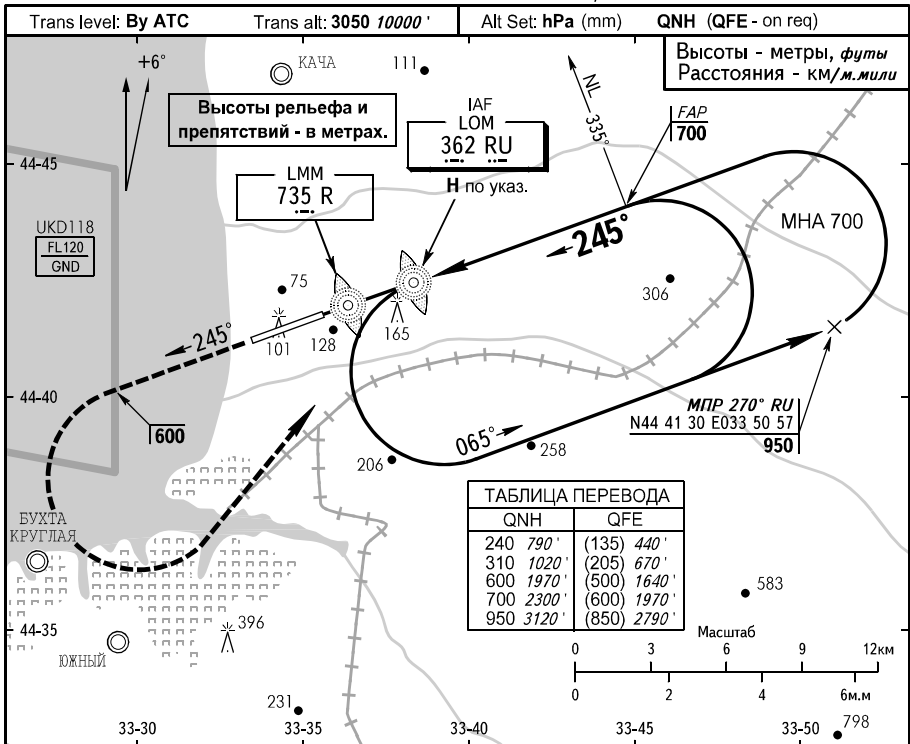 Trans level: By ATC Trans alt: 3050 10000 ' Alt Set: hPa (mm) QNH (QFE - on req)
Высоты - метры, футы
Расстояния - км/м.мили
+6°
КАЧА
111
NL
335°
Высоты рельефа и
препятствий - в метрах.
IAF
LOM
362 RU
.-. ..-
Н по указ.
FAP
700
44-45
LMM
735 R
.-.
UKD118
FL120
GND
245°
МНА 700
75
306
245°
101
128
165
44-40
600
065°
206
258
МПР 270° RU
N44 41 30 E033 50 57
950
ТАБЛИЦА ПЕРЕВОДА
QNH QFE
240 790 ' (135) 440 '
310 1020 ' (205) 670 '
600 1970 ' (500) 1640 '
700 2300 ' (600) 1970 '
950 3120 ' (850) 2790 '
БУХТА
КРУГЛАЯ
583
396
44-35
ЮЖНЫЙ
Масштаб
0 3 6 9 12км
0 2 4 6м.м
231
798
33-30 33-35 33-40 33-45 33-50